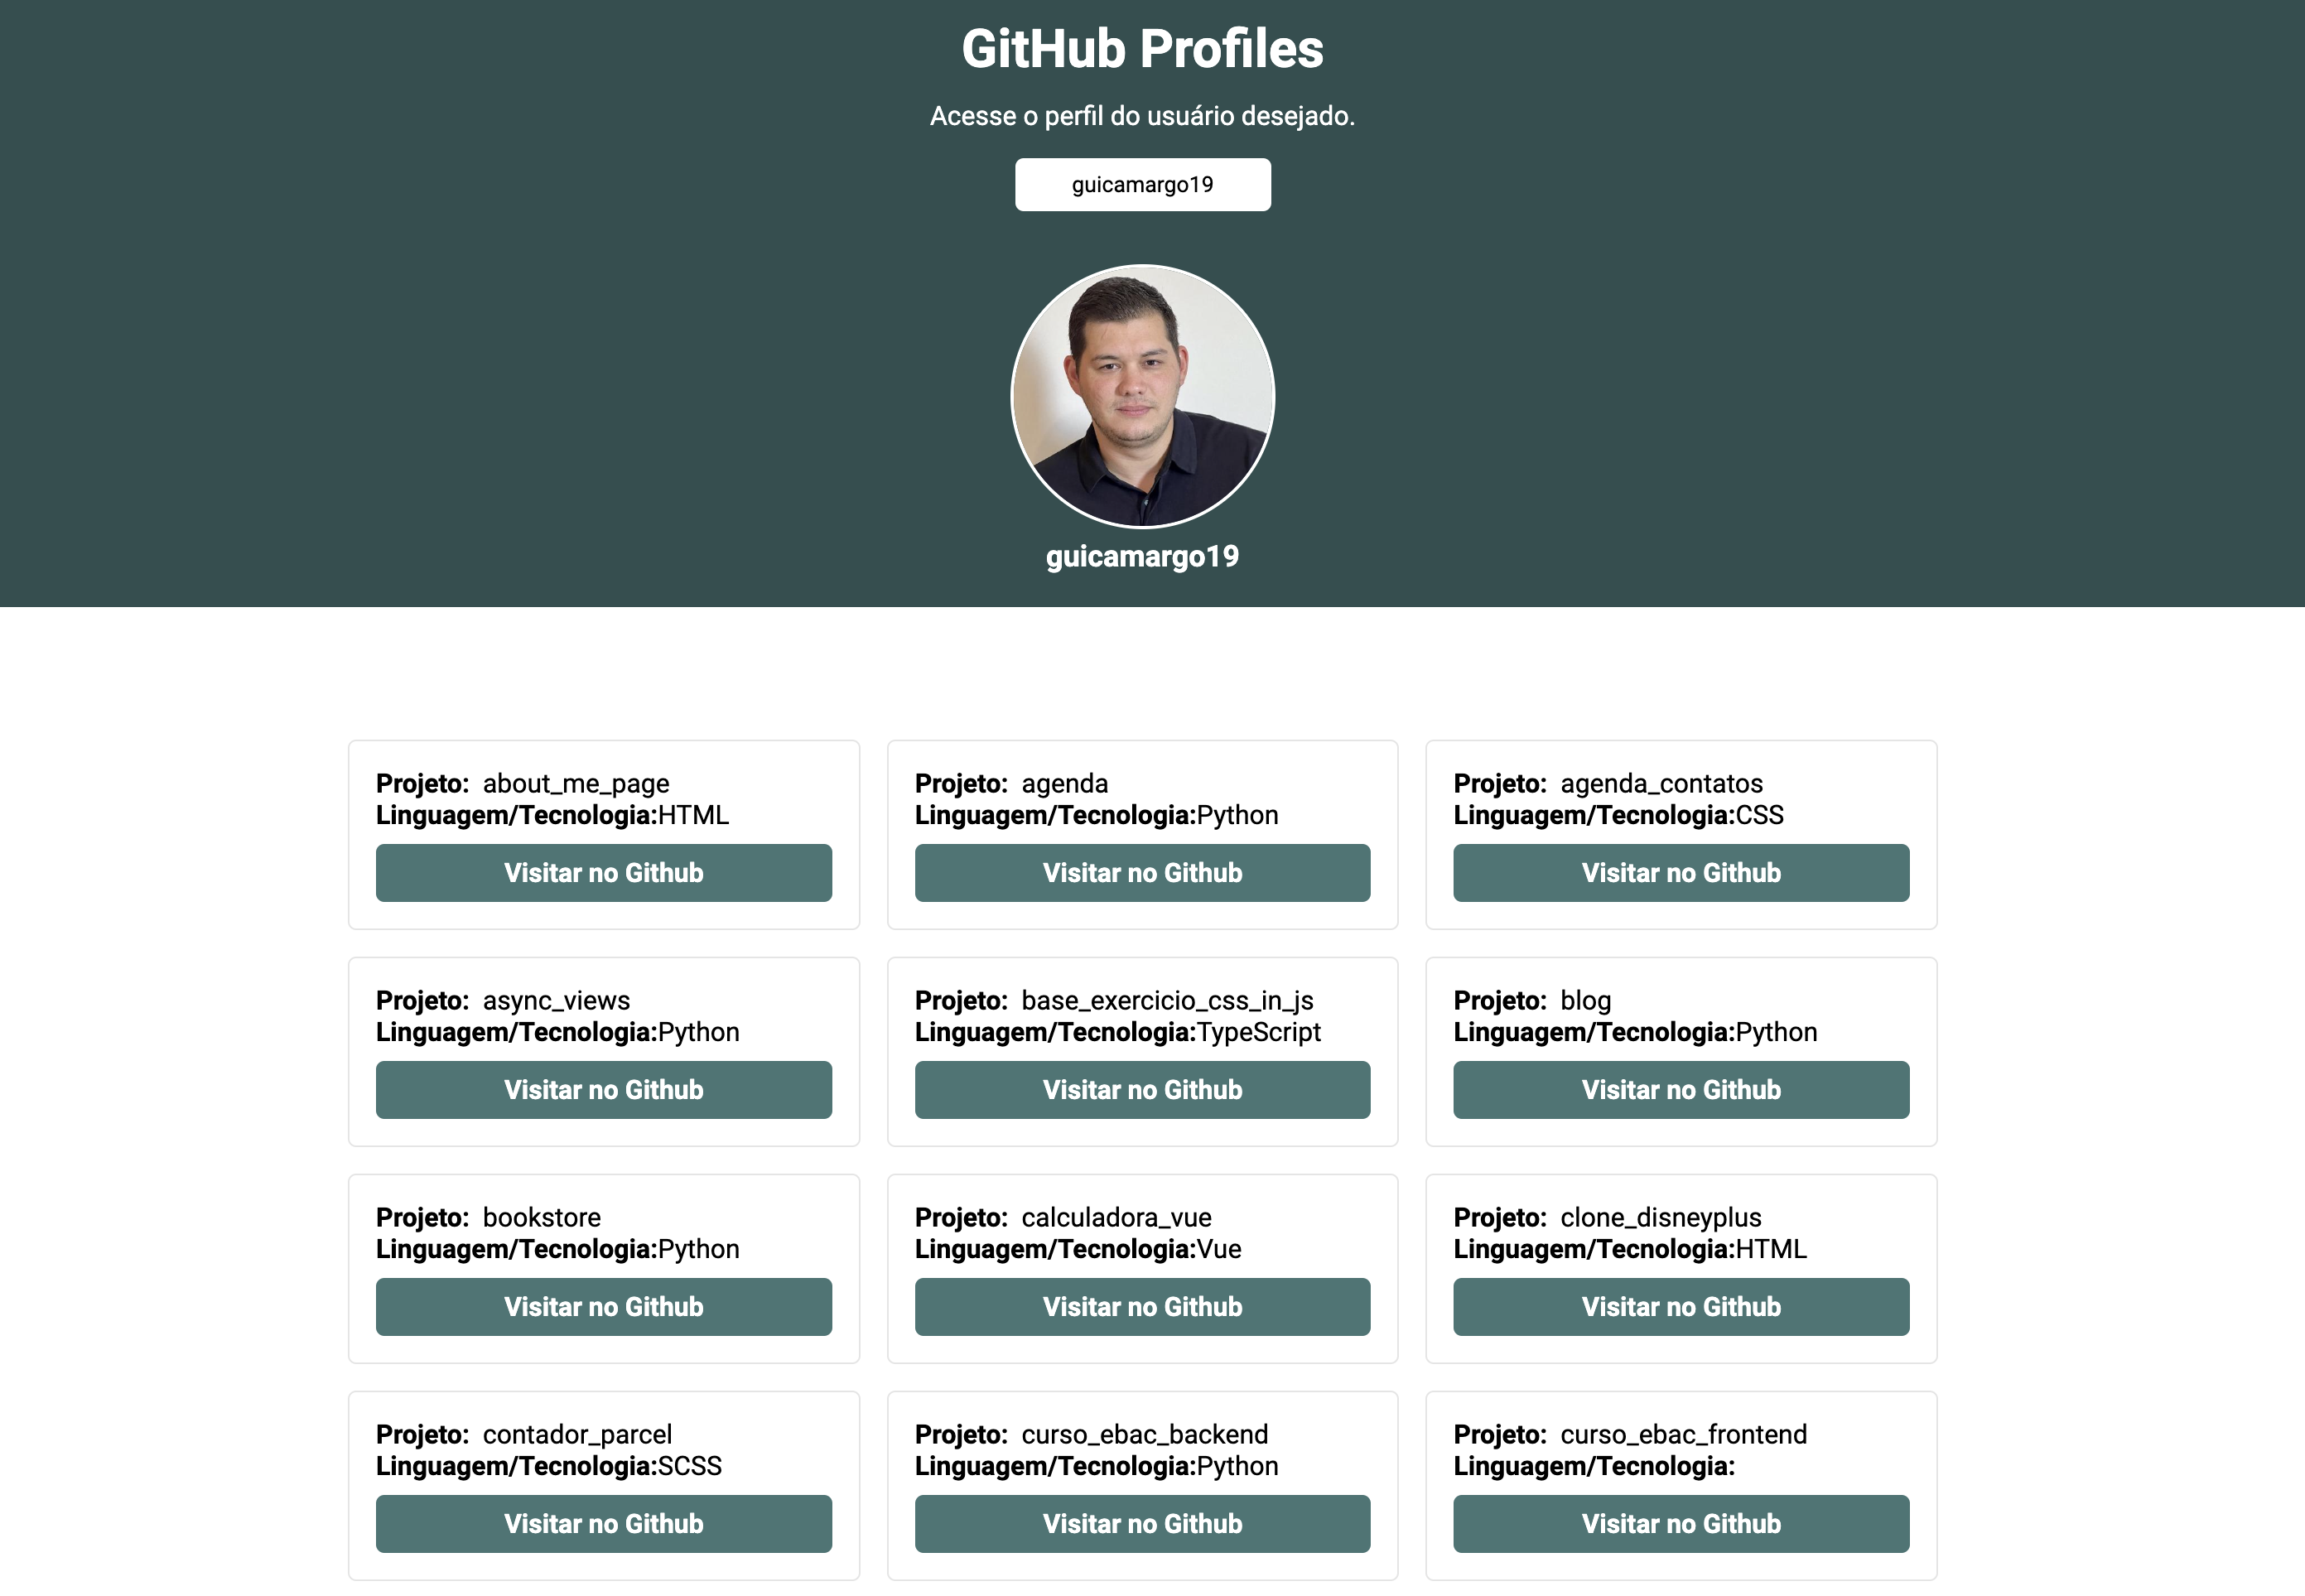 GitHub Profiles
Acesse o perfil do usuário desejado.
guicamargo19
guicamargo19
Projeto: about_me_page
Linguagem/Tecnologia:HTML
Visitar no Github
Projeto: agenda
Linguagem/Tecnologia:Python
Visitar no Github
Projeto: agenda_contatos
Linguagem/Tecnologia:CSS
Visitar no Github
Projeto: async_views
Linguagem/Tecnologia:Python
Visitar no Github
Projeto: base_exercicio_css_in_js
Linguagem/Tecnologia:TypeScript
Visitar no Github
Projeto: blog
Linguagem/Tecnologia:Python
Visitar no Github
Projeto: bookstore
Linguagem/Tecnologia:Python
Visitar no Github
Projeto: calculadora_vue
Linguagem/Tecnologia:Vue
Visitar no Github
Projeto: clone_disneyplus
Linguagem/Tecnologia:HTML
Visitar no Github
Projeto: contador_parcel
Linguagem/Tecnologia:SCSS
Visitar no Github
Projeto: curso_ebac_backend
Linguagem/Tecnologia:Python
Visitar no Github
Projeto: curso_ebac_frontend
Linguagem/Tecnologia:
Visitar no Github